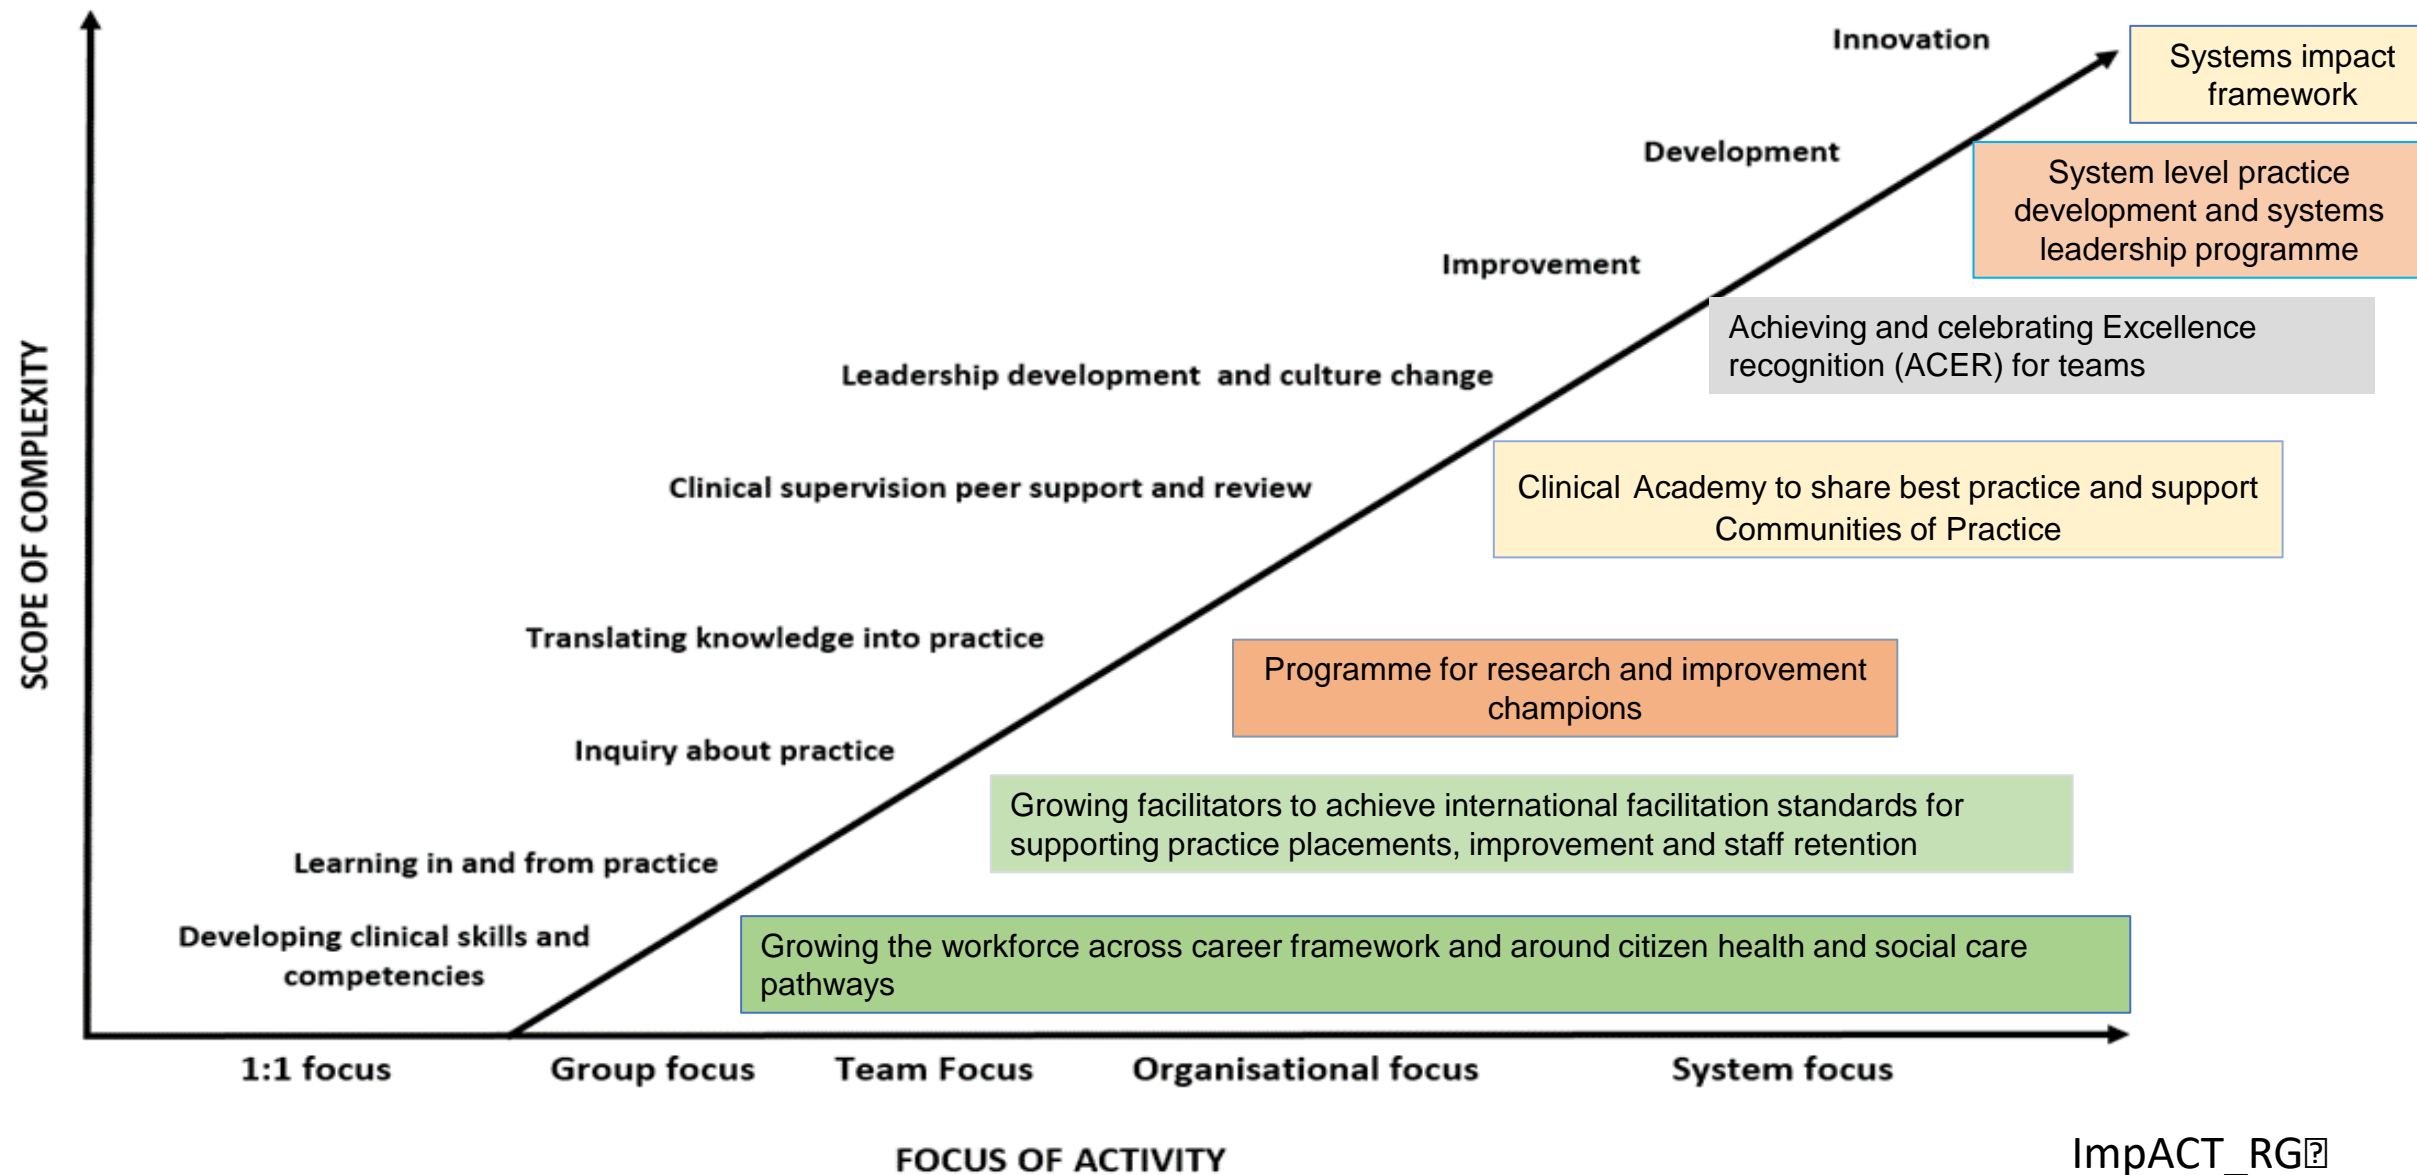 Innovation
Systems impact
framework
Development
System level practice
development and systems
leadership programme
Improvement
Achieving and celebrating Excellence
recognition (ACER) for teams
Leadership development and culture change
Clinical supervision peer support and review
Clinical Academy to share best practice and support
Communities of Practice
SCOPE OF COMPLEXITY
Translating knowledge into practice
Programme for research and improvement
champions
Inquiry about practice
Growing facilitators to achieve international facilitation standards for
supporting practice placements, improvement and staff retention
Learning in and from practice
Developing clinical skills and
competencies
Growing the workforce across career framework and around citizen health and social care
pathways
1:1 focus
Group focus
Team Focus
Organisational focus
System focus
FOCUS OF ACTIVITY
ImpACT_RG⍰